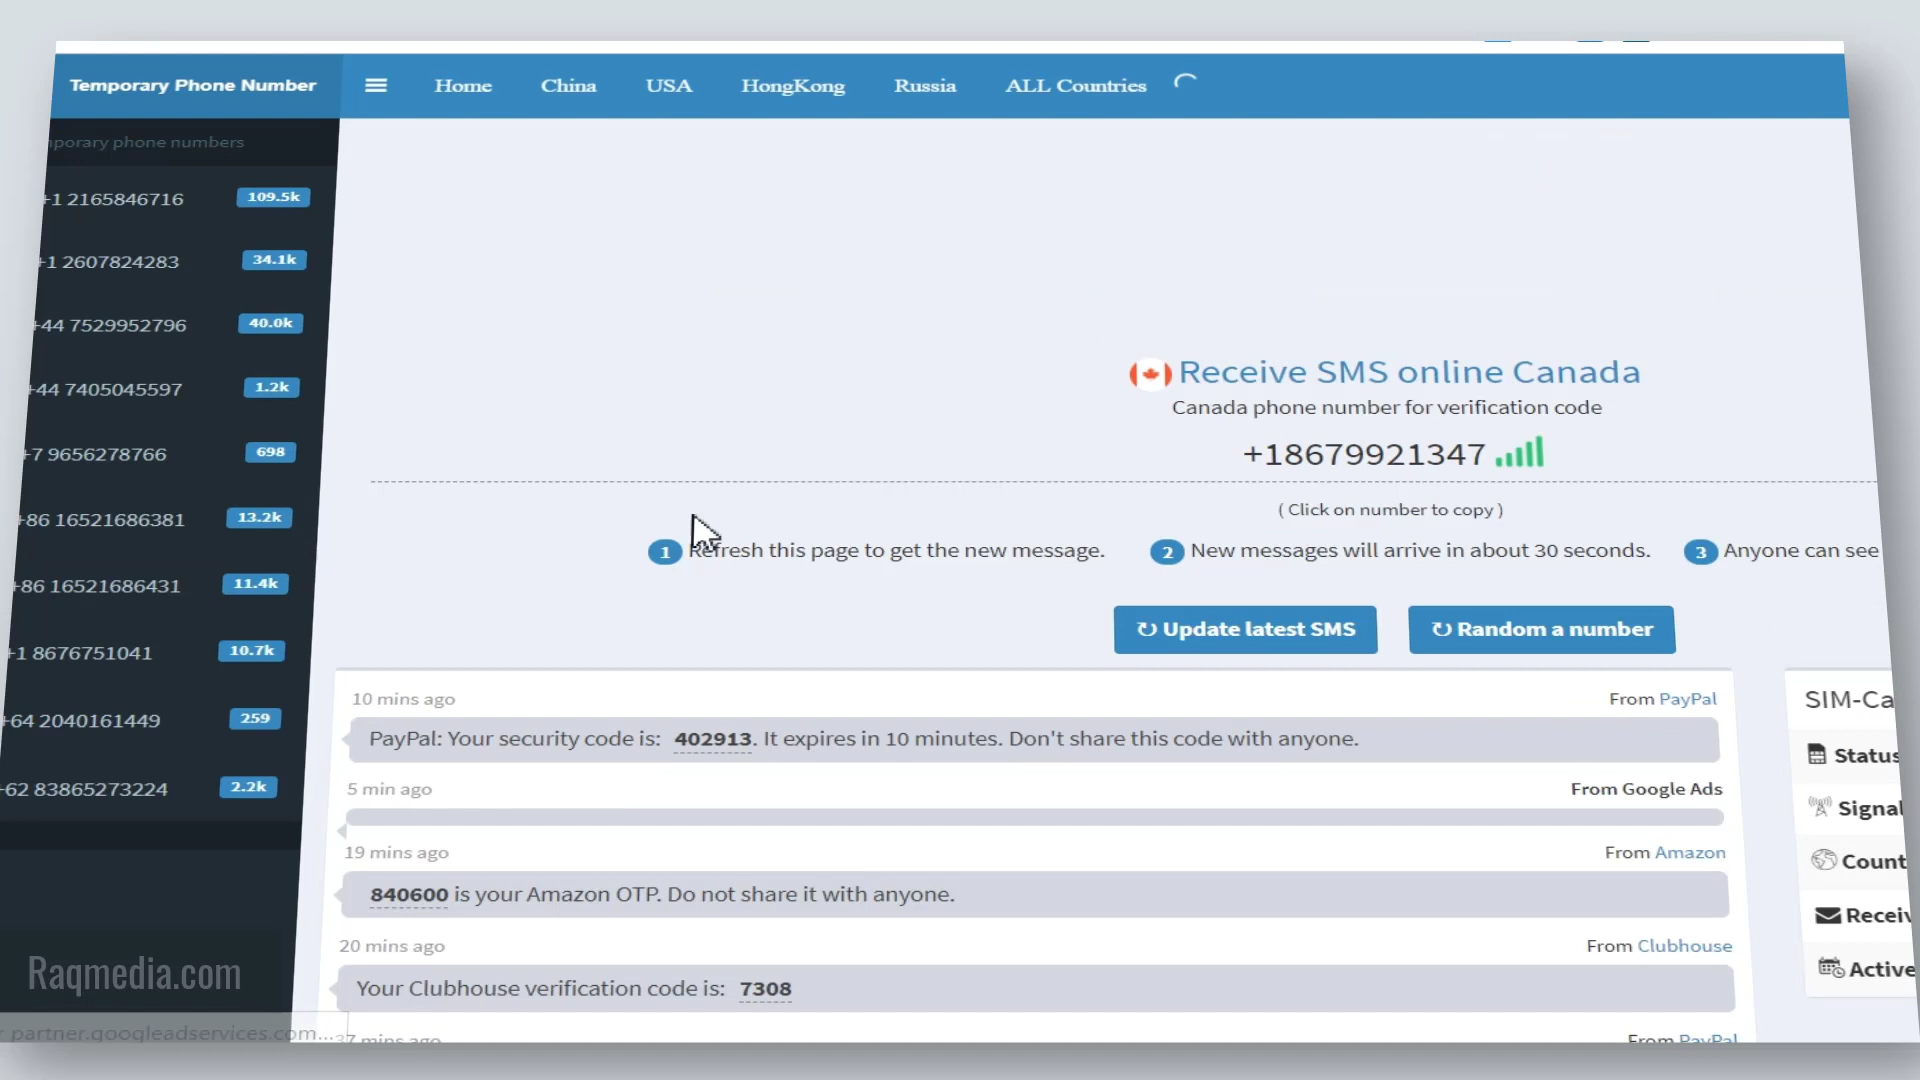 Temporary Phone Number
Home
China
USA
HongKong
Russia
ALL Countries
phone numbers
+1 2165846716
109.5k
+1 2607824283
34.1k
+44 7529952796
40.0k
+44 7405045597
1.2k
+7 9656278766
698
+86 16521686381
13.2k
+86 16521686431
11.4k
+1 8676751041
10.7k
+64 2040161449
259
+62 83865273224
2.2k
Receive SMS online Canada
Canada phone number for verification code
+18679921347
( Click on number to copy )
1 Refresh this page to get the new message.
2 New messages will arrive in about 30 seconds.
3 Anyone can see
Update latest SMS
Random a number
10 mins ago
From PayPal
PayPal: Your security code is: 402913. It expires in 10 minutes. Don't share this code with anyone.
5 min ago
From Google Ads
19 mins ago
From Amazon
840600 is your Amazon OTP. Do not share it with anyone.
20 mins ago
From Clubhouse
Your Clubhouse verification code is: 7308
37 mins ago
From PayPal
SIM-Ca
Status
Signal
Count
Receiv
Active
Raqmedia.com
partner.googleadservices.com...